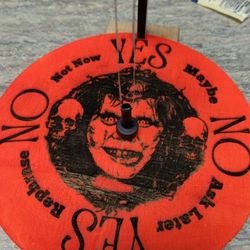 YES
Maybe
NO
Ask Later
YES
Rephrase
NO
Not Now